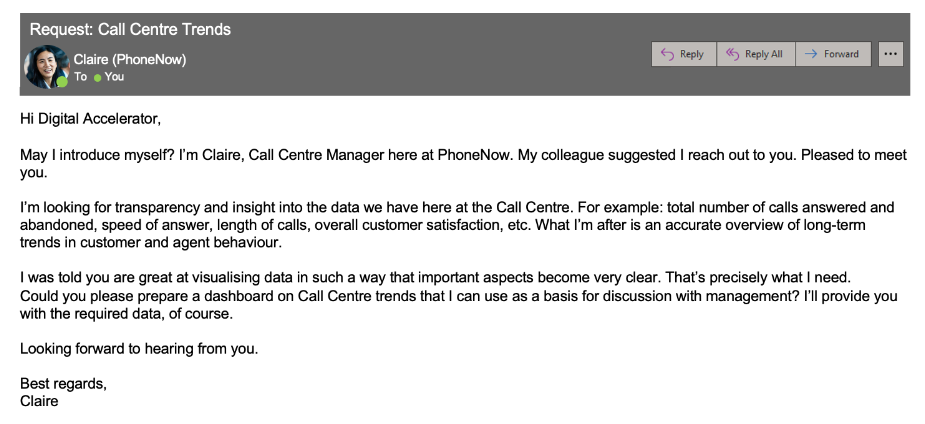 Request: Call Centre Trends
Claire (PhoneNow)
To You
Reply
Reply All
Forward
Hi Digital Accelerator,
May I introduce myself? I'm Claire, Call Centre Manager here at PhoneNow. My colleague suggested I reach out to you. Pleased to meet
you.
I'm looking for transparency and insight into the data we have here at the Call Centre. For example: total number of calls answered and
abandoned, speed of answer, length of calls, overall customer satisfaction, etc. What I'm after is an accurate overview of long-term
trends in customer and agent behaviour.
I was told you are great at visualising data in such a way that important aspects become very clear. That's precisely what I need.
Could you please prepare a dashboard on Call Centre trends that I can use as a basis for discussion with management? I'll provide you
with the required data, of course.
Looking forward to hearing from you.
Best regards,
Claire